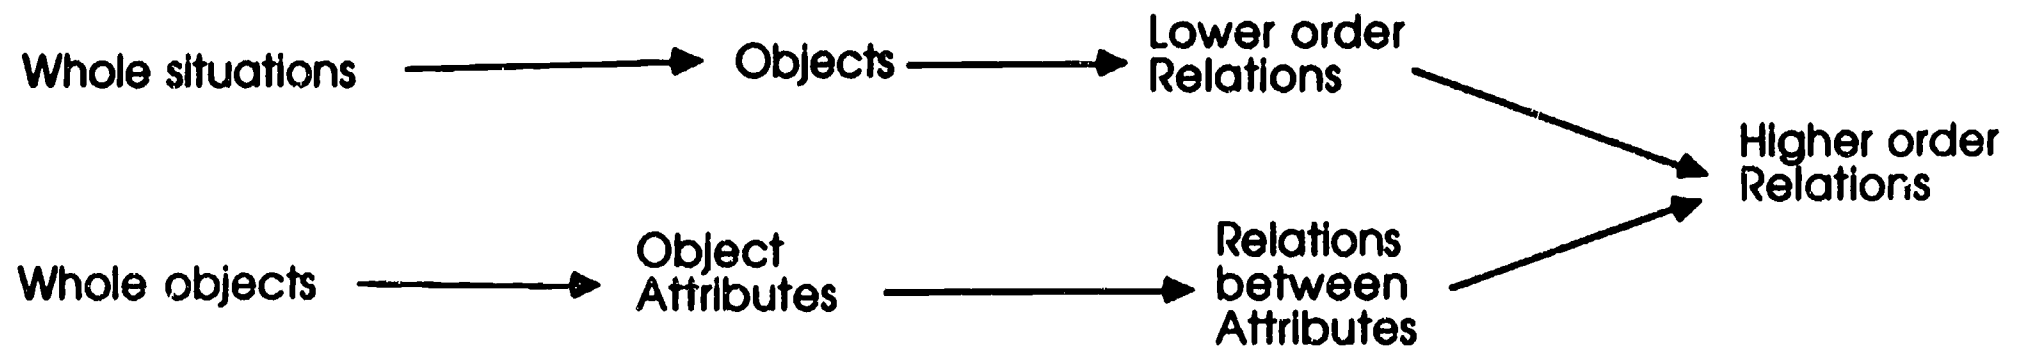 Whole situations
Objects
Lower order
Relations
Higher order
Relations
Whole objects
Object
Attributes
Relations
between
Attributes